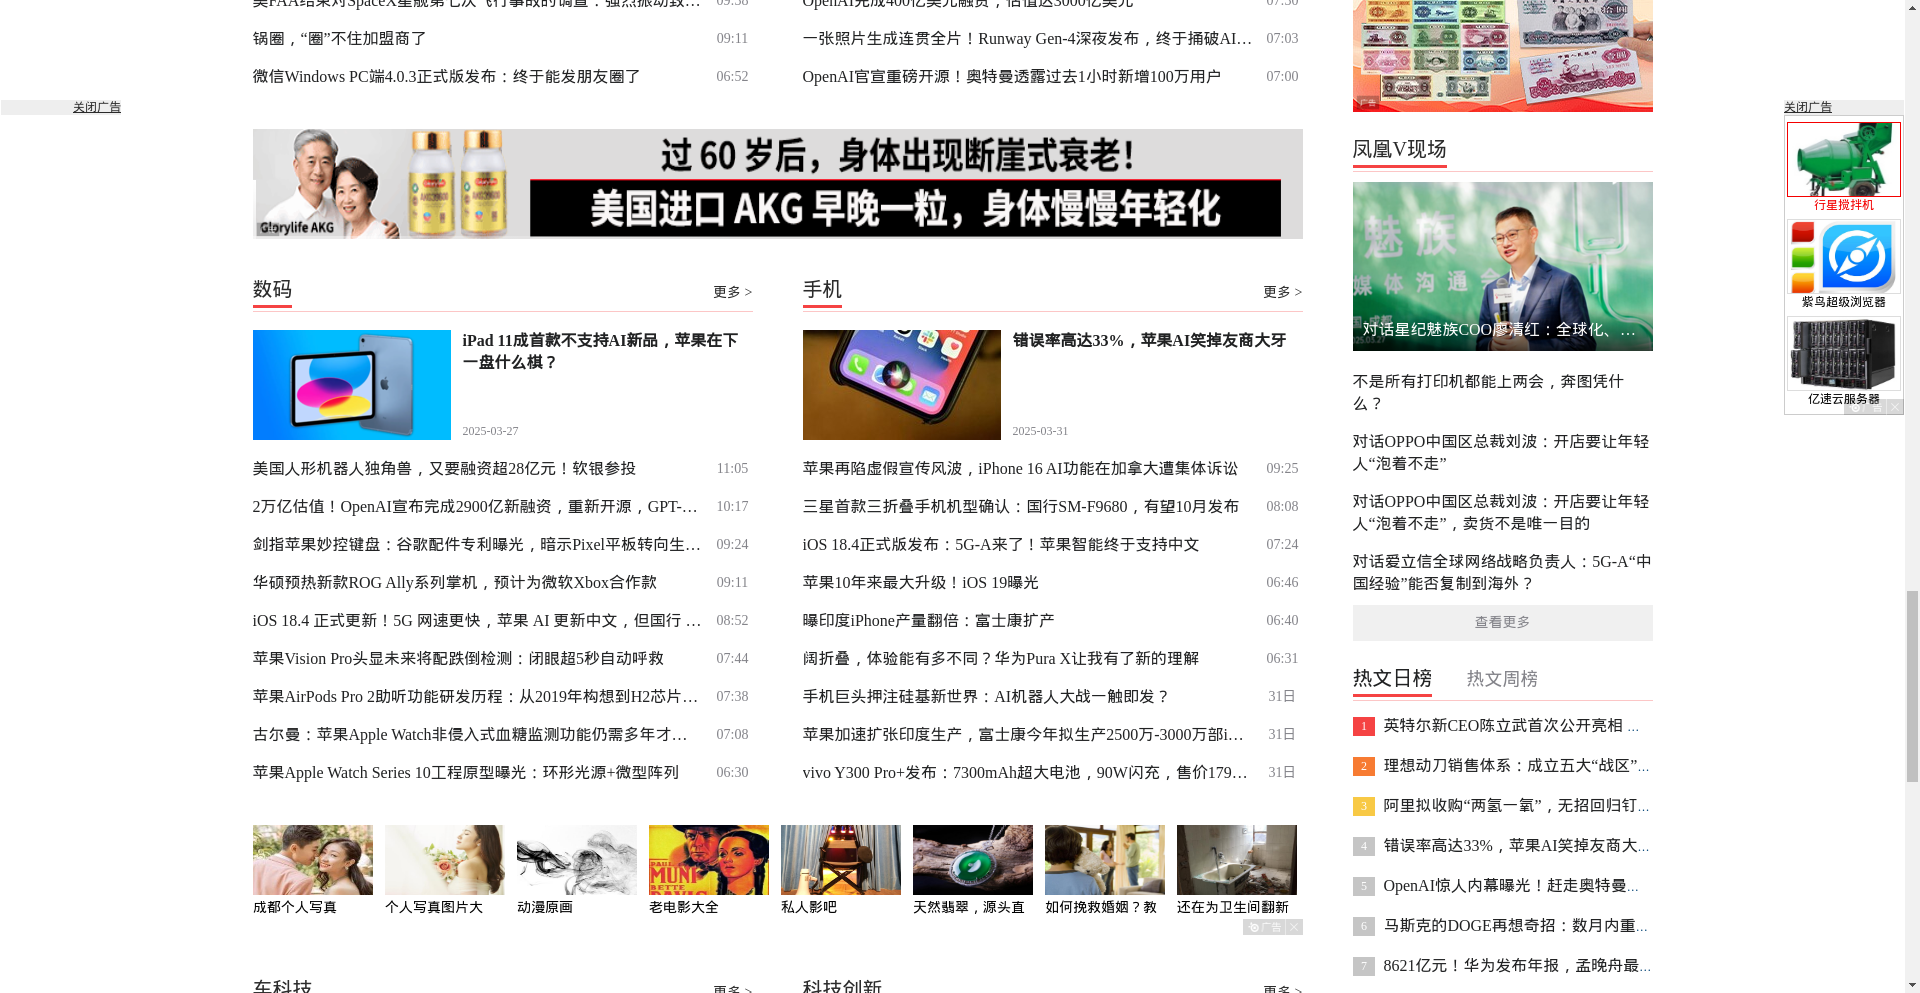 美FAA结束对SpaceX星舰第七次飞行事故的调查：强烈振动致… 09:38
锅圈，“圈”不住加盟商了 09:11
微信Windows PC端4.0.3正式版发布：终于能发朋友圈了 06:52
OpenAI完成400亿美元融资，估值达3000亿美元 07:30
一张照片生成连贯全片！Runway Gen-4深夜发布，终于捅破AI… 07:03
OpenAI官宣重磅开源！奥特曼透露过去1小时新增100万用户 07:00
关闭广告
过 60 岁后，身体出现断崖式衰老！
美国进口 AKG 早晚一粒，身体慢慢年轻化
Glorylife AKG
数码
更多 >
iPad 11成首款不支持AI新品，苹果在下
一盘什么棋？
2025-03-27
美国人形机器人独角兽，又要融资超28亿元！软银参投 11:05
2万亿估值！OpenAI宣布完成2900亿新融资，重新开源，GPT-… 10:17
剑指苹果妙控键盘：谷歌配件专利曝光，暗示Pixel平板转向生… 09:24
华硕预热新款ROG Ally系列掌机，预计为微软Xbox合作款 09:11
iOS 18.4 正式更新！5G 网速更快，苹果 AI 更新中文，但国行 … 08:52
苹果Vision Pro头显未来将配跌倒检测：闭眼超5秒自动呼救 07:44
苹果AirPods Pro 2助听功能研发历程：从2019年构想到H2芯片… 07:38
古尔曼：苹果Apple Watch非侵入式血糖监测功能仍需多年才… 07:08
苹果Apple Watch Series 10工程原型曝光：环形光源+微型阵列 06:30
手机
更多 >
错误率高达33%，苹果AI笑掉友商大牙
2025-03-31
苹果再陷虚假宣传风波，iPhone 16 AI功能在加拿大遭集体诉讼 09:25
三星首款三折叠手机机型确认：国行SM-F9680，有望10月发布 08:08
iOS 18.4正式版发布：5G-A来了！苹果智能终于支持中文 07:24
苹果10年来最大升级！iOS 19曝光 06:46
曝印度iPhone产量翻倍：富士康扩产 06:40
阔折叠，体验能有多不同？华为Pura X让我有了新的理解 06:31
手机巨头押注硅基新世界：AI机器人大战一触即发？ 31日
苹果加速扩张印度生产，富士康今年拟生产2500万-3000万部i… 31日
vivo Y300 Pro+发布：7300mAh超大电池，90W闪充，售价179… 31日
PAUL
MUNI
BETTE
DAVIS
成都个人写真
个人写真图片大
动漫原画
老电影大全
私人影吧
天然翡翠，源头直
如何挽救婚姻？教
还在为卫生间翻新
广告
车科技
更多 >
科技创新
更多 >
广告
凤凰V现场
魅族
媒体沟通会
中国·成都
2025.03.27
对话星纪魅族COO廖清红：全球化、…
不是所有打印机都能上两会，奔图凭什
么？
对话OPPO中国区总裁刘波：开店要让年轻
人“泡着不走”
对话OPPO中国区总裁刘波：开店要让年轻
人“泡着不走”，卖货不是唯一目的
对话爱立信全球网络战略负责人：5G-A“中
国经验”能否复制到海外？
查看更多
热文日榜
热文周榜
1 英特尔新CEO陈立武首次公开亮相 …
2 理想动刀销售体系：成立五大“战区”…
3 阿里拟收购“两氢一氧”，无招回归钉…
4 错误率高达33%，苹果AI笑掉友商大…
5 OpenAI惊人内幕曝光！赶走奥特曼…
6 马斯克的DOGE再想奇招：数月内重…
7 8621亿元！华为发布年报，孟晚舟最…
关闭广告
行星搅拌机
紫鸟超级浏览器
亿速云服务器
广告